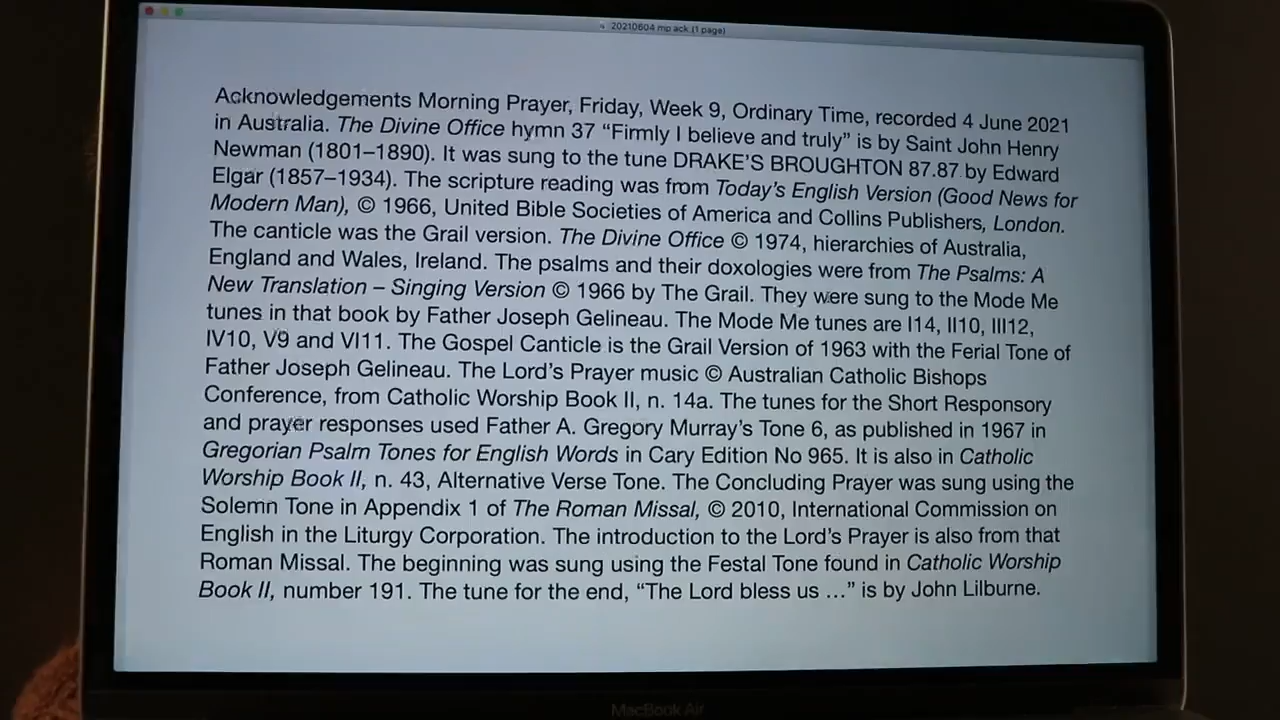 20210604 mp ack (1 page)
Acknowledgements Morning Prayer, Friday, Week 9, Ordinary Time, recorded 4 June 2021
in Australia. The Divine Office hymn 37 “Firmly I believe and truly” is by Saint John Henry
Newman (1801–1890). It was sung to the tune DRAKE’S BROUGHTON 87.87 by Edward
Elgar (1857–1934). The scripture reading was from Today’s English Version (Good News for
Modern Man), © 1966, United Bible Societies of America and Collins Publishers, London.
The canticle was the Grail version. The Divine Office © 1974, hierarchies of Australia,
England and Wales, Ireland. The psalms and their doxologies were from The Psalms: A
New Translation – Singing Version © 1966 by The Grail. They were sung to the Mode Me
tunes in that book by Father Joseph Gelineau. The Mode Me tunes are I14, II10, III12,
IV10, V9 and VI11. The Gospel Canticle is the Grail Version of 1963 with the Ferial Tone of
Father Joseph Gelineau. The Lord’s Prayer music © Australian Catholic Bishops
Conference, from Catholic Worship Book II, n. 14a. The tunes for the Short Responsory
and prayer responses used Father A. Gregory Murray’s Tone 6, as published in 1967 in
Gregorian Psalm Tones for English Words in Cary Edition No 965. It is also in Catholic
Worship Book II, n. 43, Alternative Verse Tone. The Concluding Prayer was sung using the
Solemn Tone in Appendix 1 of The Roman Missal, © 2010, International Commission on
English in the Liturgy Corporation. The introduction to the Lord’s Prayer is also from that
Roman Missal. The beginning was sung using the Festal Tone found in Catholic Worship
Book II, number 191. The tune for the end, “The Lord bless us …” is by John Lilburne.
MacBook Air